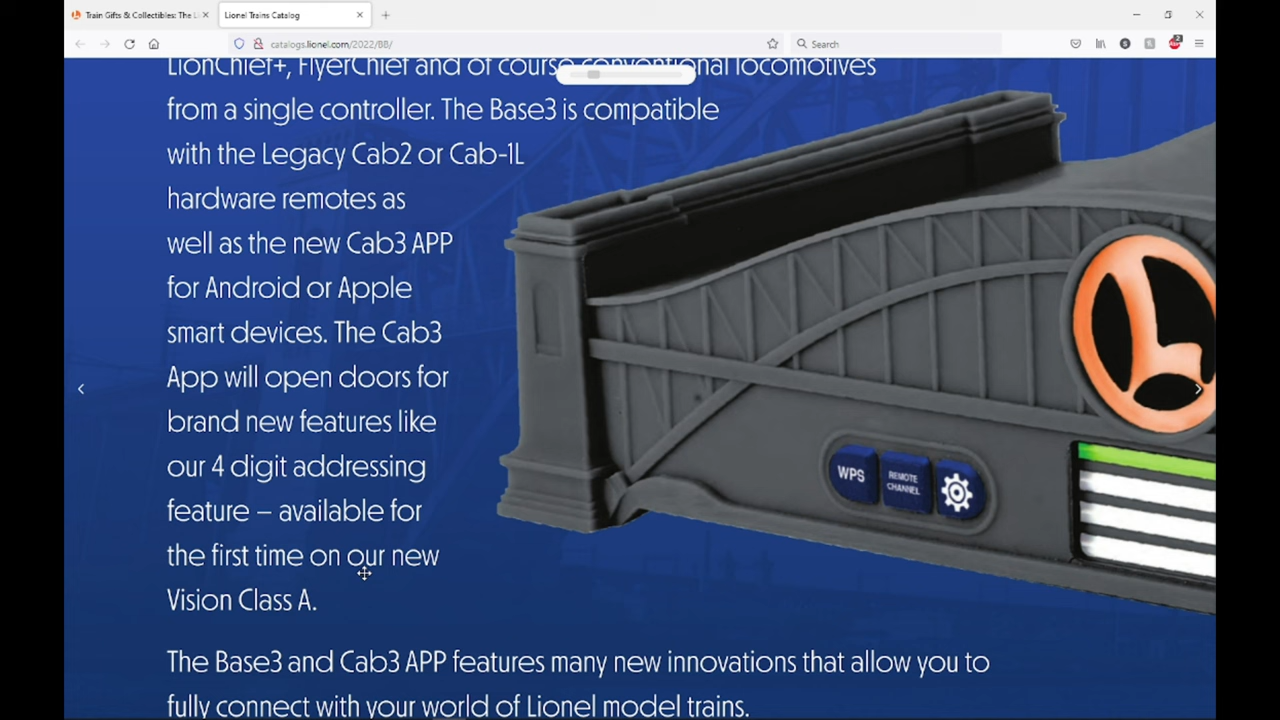 Train Gifts & Collectibles: The Li
Lionel Trains Catalog
catalogs.lionel.com/2022/BB/
Search
LionChief+, FlyerChief and of course conventional locomotives
from a single controller. The Base3 is compatible
with the Legacy Cab2 or Cab-1L
hardware remotes as
well as the new Cab3 APP
for Android or Apple
smart devices. The Cab3
App will open doors for
brand new features like
our 4 digit addressing
feature – available for
the first time on our new
Vision Class A.
WPS
REMOTE
CHANNEL
The Base3 and Cab3 APP features many new innovations that allow you to
fully connect with your world of Lionel model trains.